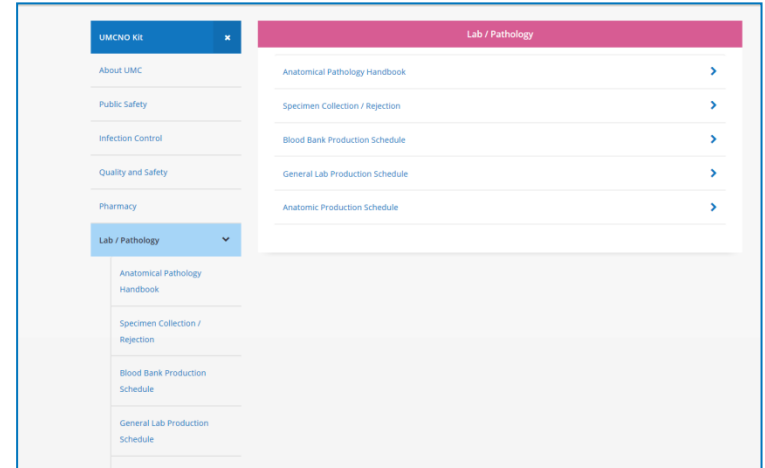 UMCNO Kit
About UMC
Public Safety
Infection Control
Quality and Safety
Pharmacy
Lab / Pathology
Anatomical Pathology
Handbook
Specimen Collection /
Rejection
Blood Bank Production
Schedule
General Lab Production
Schedule
Lab / Pathology
Anatomical Pathology Handbook
Specimen Collection / Rejection
Blood Bank Production Schedule
General Lab Production Schedule
Anatomic Production Schedule